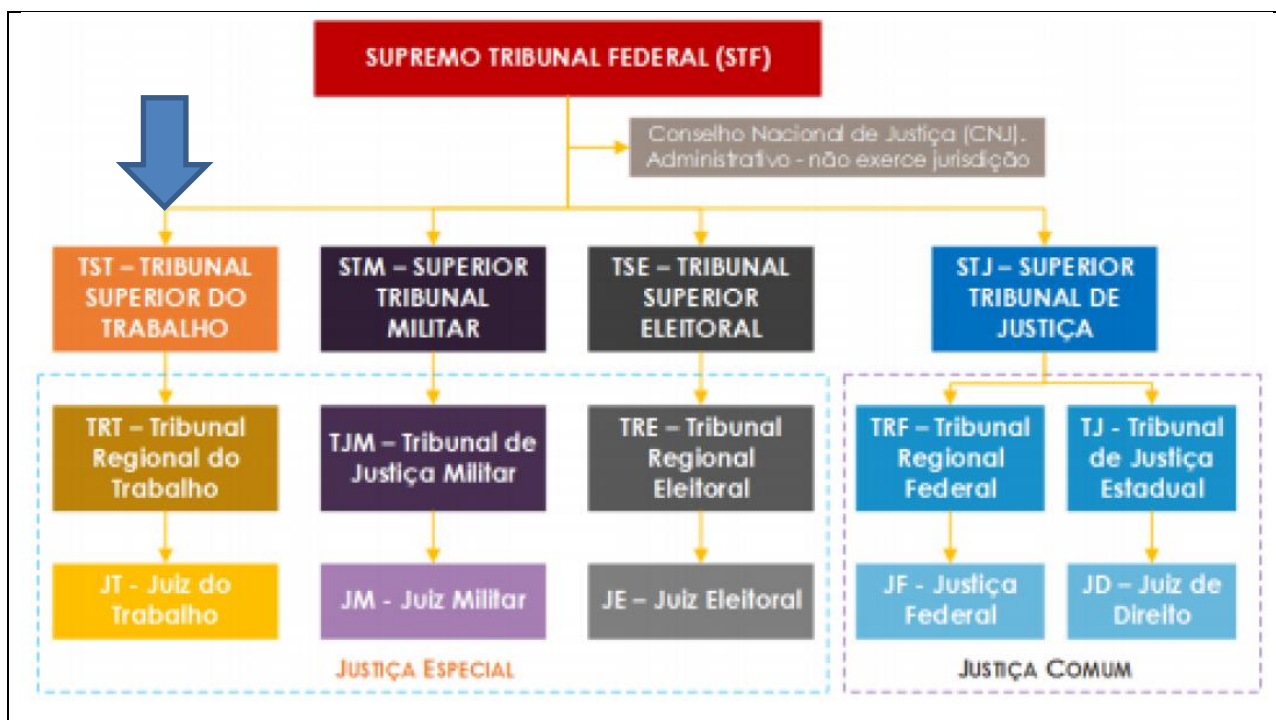 SUPREMO TRIBUNAL FEDERAL (STF)
Conselho Nacional de Justiça (CNJ).
Administrativo - não exerce jurisdição
TST – TRIBUNAL
SUPERIOR DO
TRABALHO
STM – SUPERIOR
TRIBUNAL
MILITAR
TSE – TRIBUNAL
SUPERIOR
ELEITORAL
STJ – SUPERIOR
TRIBUNAL DE
JUSTIÇA
TRT – Tribunal
Regional do
Trabalho
TJM – Tribunal de
Justiça Militar
TRE – Tribunal
Regional
Eleitoral
TRF – Tribunal
Regional
Federal
TJ - Tribunal
de Justiça
Estadual
JT - Juiz do
Trabalho
JM - Juiz Militar
JE – Juiz Eleitoral
JF - Justiça
Federal
JD – Juiz de
Direito
JUSTIÇA ESPECIAL
JUSTIÇA COMUM